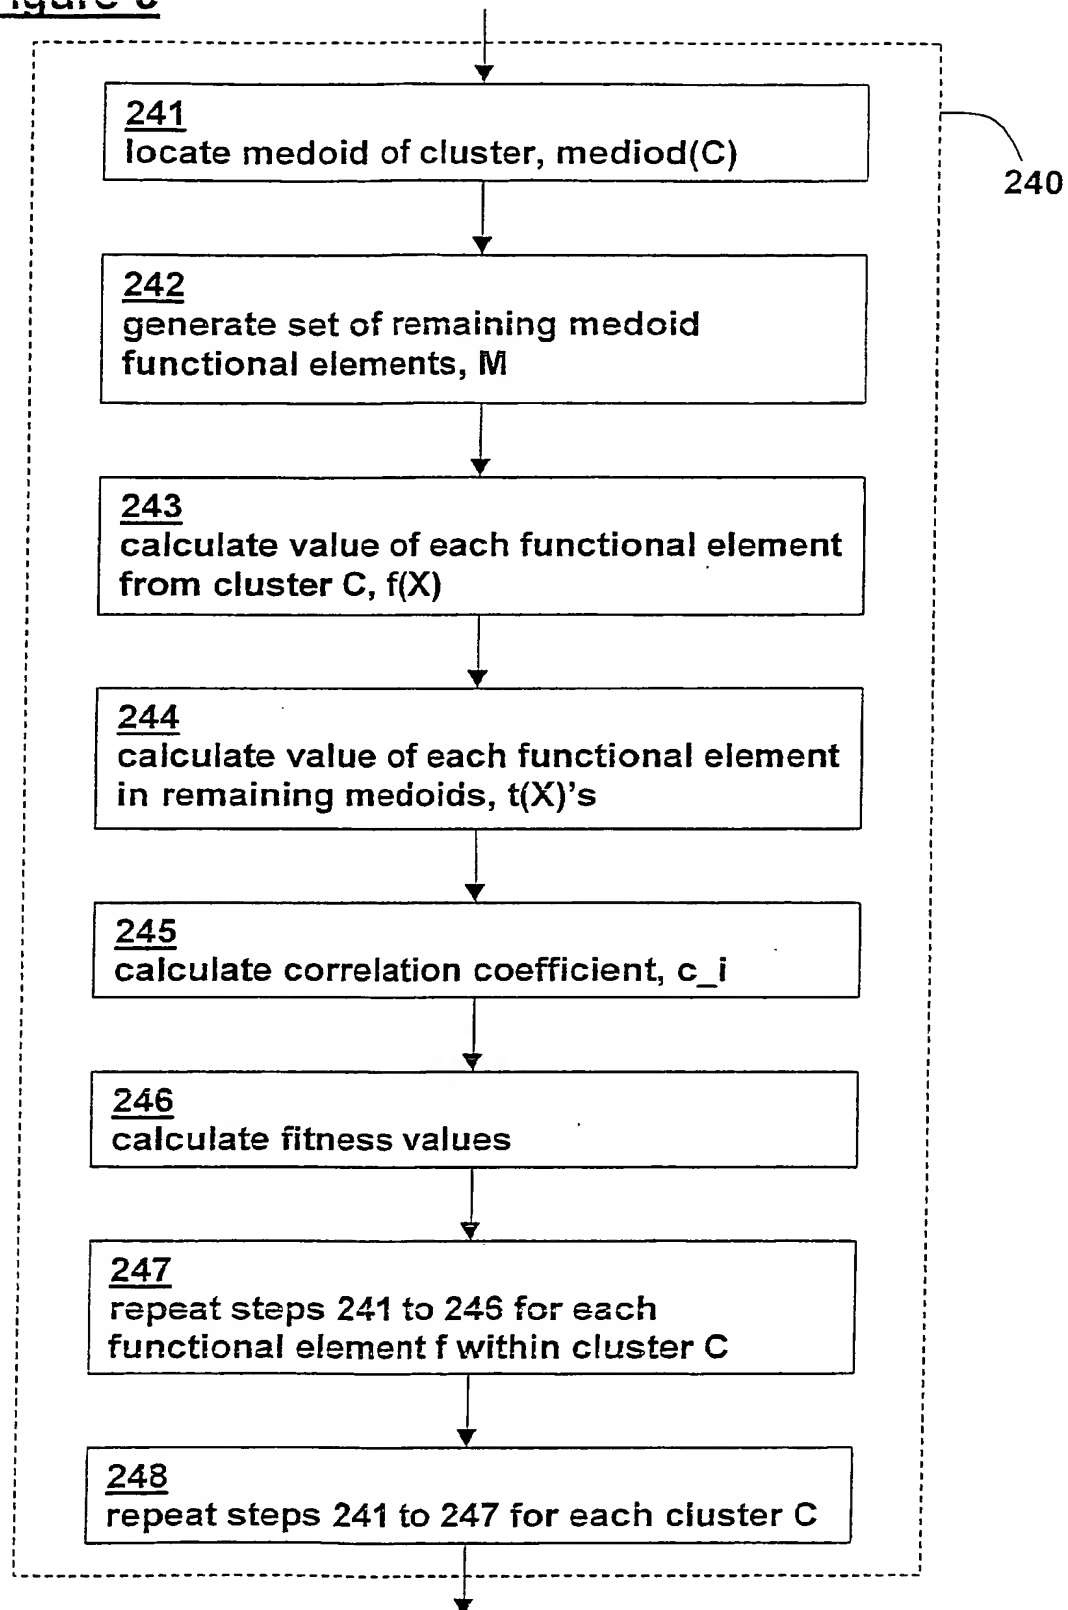 241
locate medoid of cluster, mediod(C)
240
242
generate set of remaining medoid
functional elements, M
243
calculate value of each functional element
from cluster C, f(X)
244
calculate value of each functional element
in remaining medoids, t(X)'s
245
calculate correlation coefficient, c_i
246
calculate fitness values
247
repeat steps 241 to 246 for each
functional element f within cluster C
248
repeat steps 241 to 247 for each cluster C